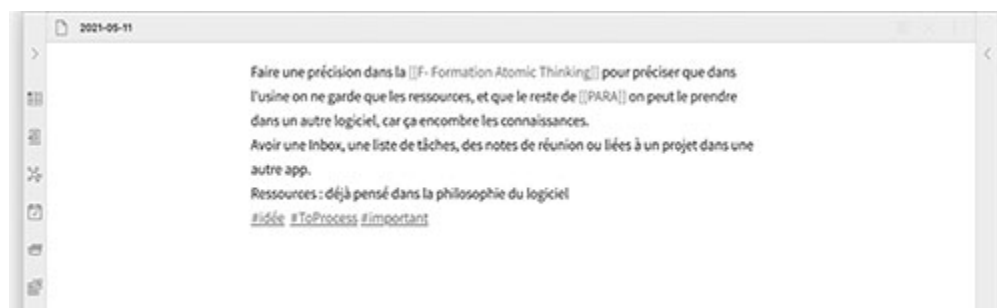 2021-05-11
Faire une précision dans la [[F- Formation Atomic Thinking]] pour préciser que dans
l'usine on ne garde que les ressources, et que le reste de [[PARA]] on peut le prendre
dans un autre logiciel, car ça encombre les connaissances.
Avoir une Inbox, une liste de tâches, des notes de réunion ou liées à un projet dans une
autre app.
Ressources : déjà pensé dans la philosophie du logiciel
#idée #ToProcess #important